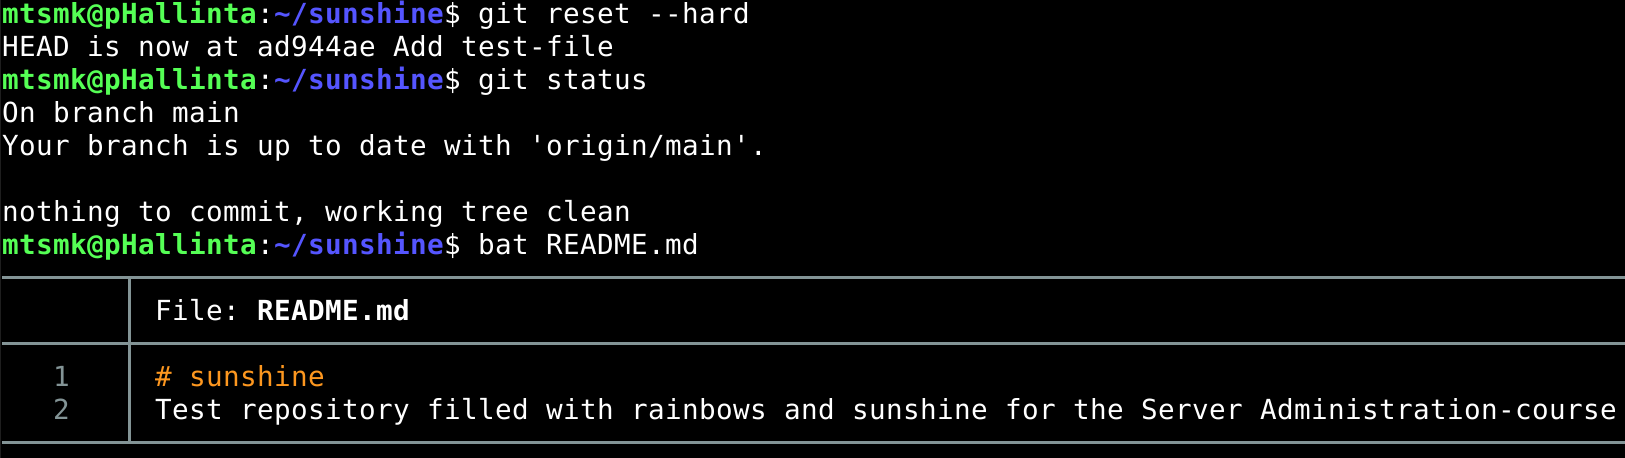 mtsmk@pHallinta:~/sunshine$ git reset --hard
HEAD is now at ad944ae Add test-file
mtsmk@pHallinta:~/sunshine$ git status
On branch main
Your branch is up to date with 'origin/main'.
nothing to commit, working tree clean
mtsmk@pHallinta:~/sunshine$ bat README.md
File: README.md
1 # sunshine
2 Test repository filled with rainbows and sunshine for the Server Administration-course